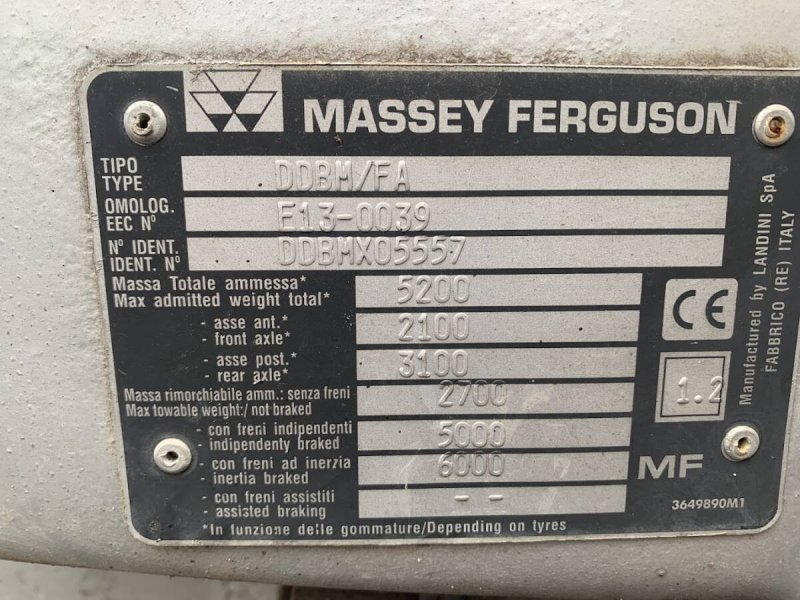 MASSEY FERGUSON
TIPO
TYPE DDBM/FA
OMOLOG.
EEC Nº E13-0039
Nº IDENT.
IDENT. Nº DDBMX05557
Massa Totale ammessa*
Max admitted weight total* 5200
- asse ant.*
- front axle* 2100
- asse post.*
- rear axle* 3100
Massa rimorchiabile amm.: senza freni
Max towable weight:/ not braked 2700
- con freni indipendenti
- indipendenty braked 5000
- con freni ad inerzia
- inertia braked 6000
- con freni assistiti
- assisted braking - -
*In funzione delle gommature/Depending on tyres
CE
1.2
MF
3649890M1
Manufactured by LANDINI SpA
FABBRICO (RE) ITALY